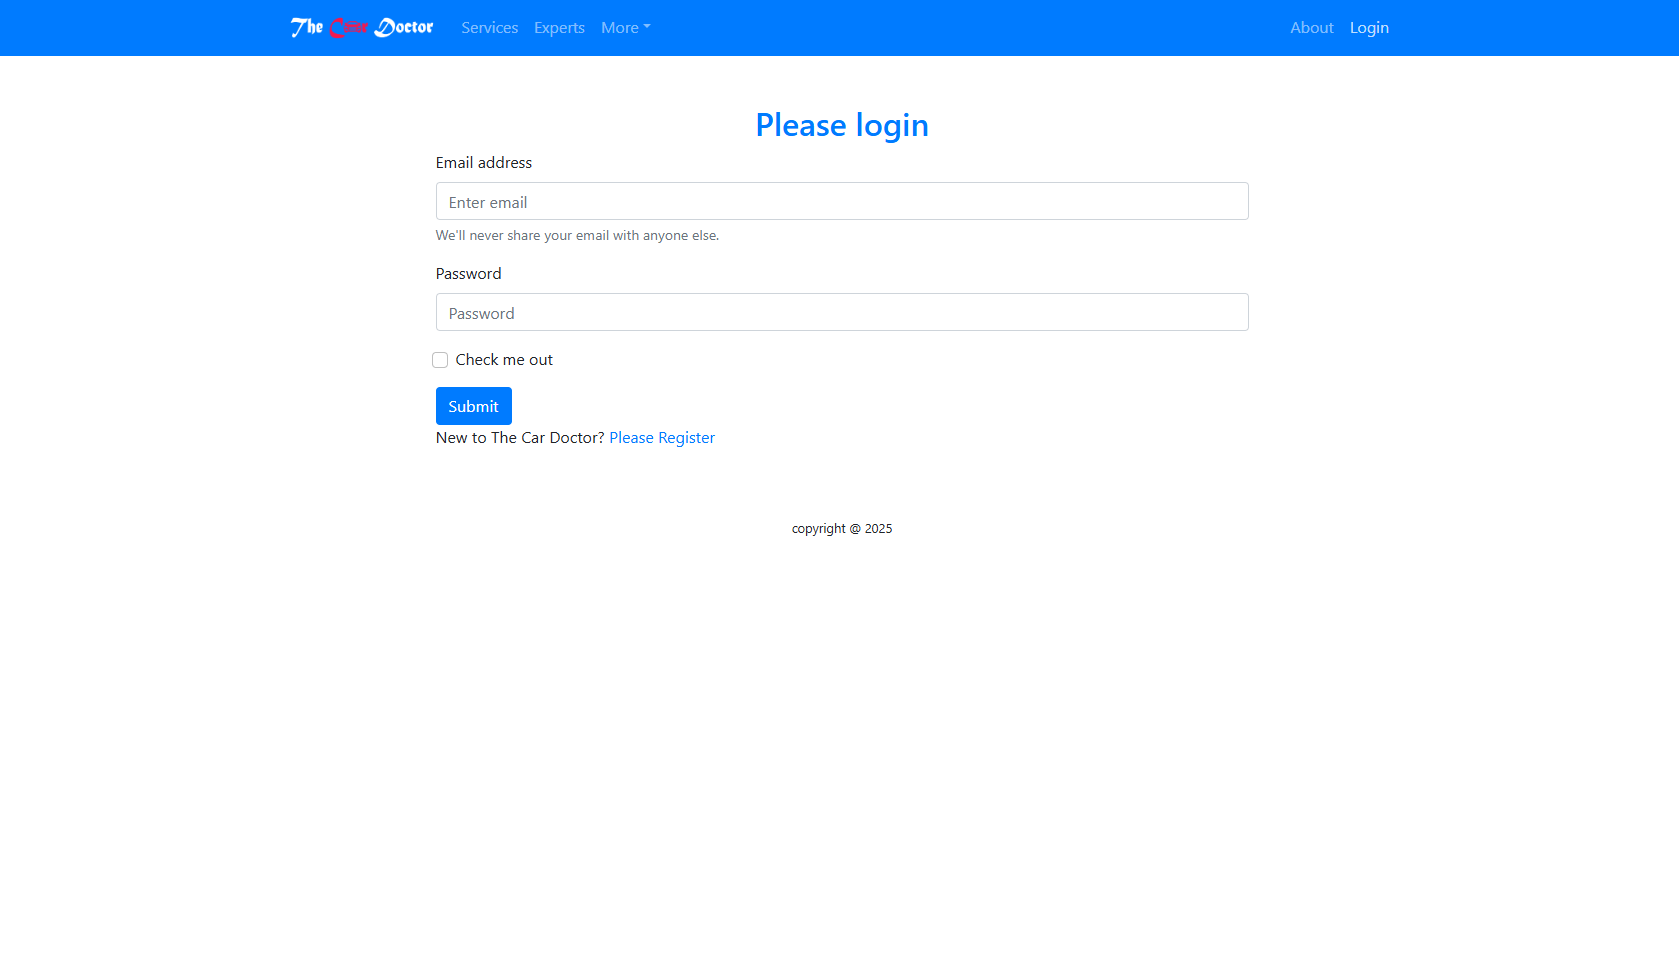 The Case Doctor Services Experts More About Login
Please login
Email address
Enter email
We'll never share your email with anyone else.
Password
Password
Check me out
Submit
New to The Car Doctor? Please Register
copyright @ 2025